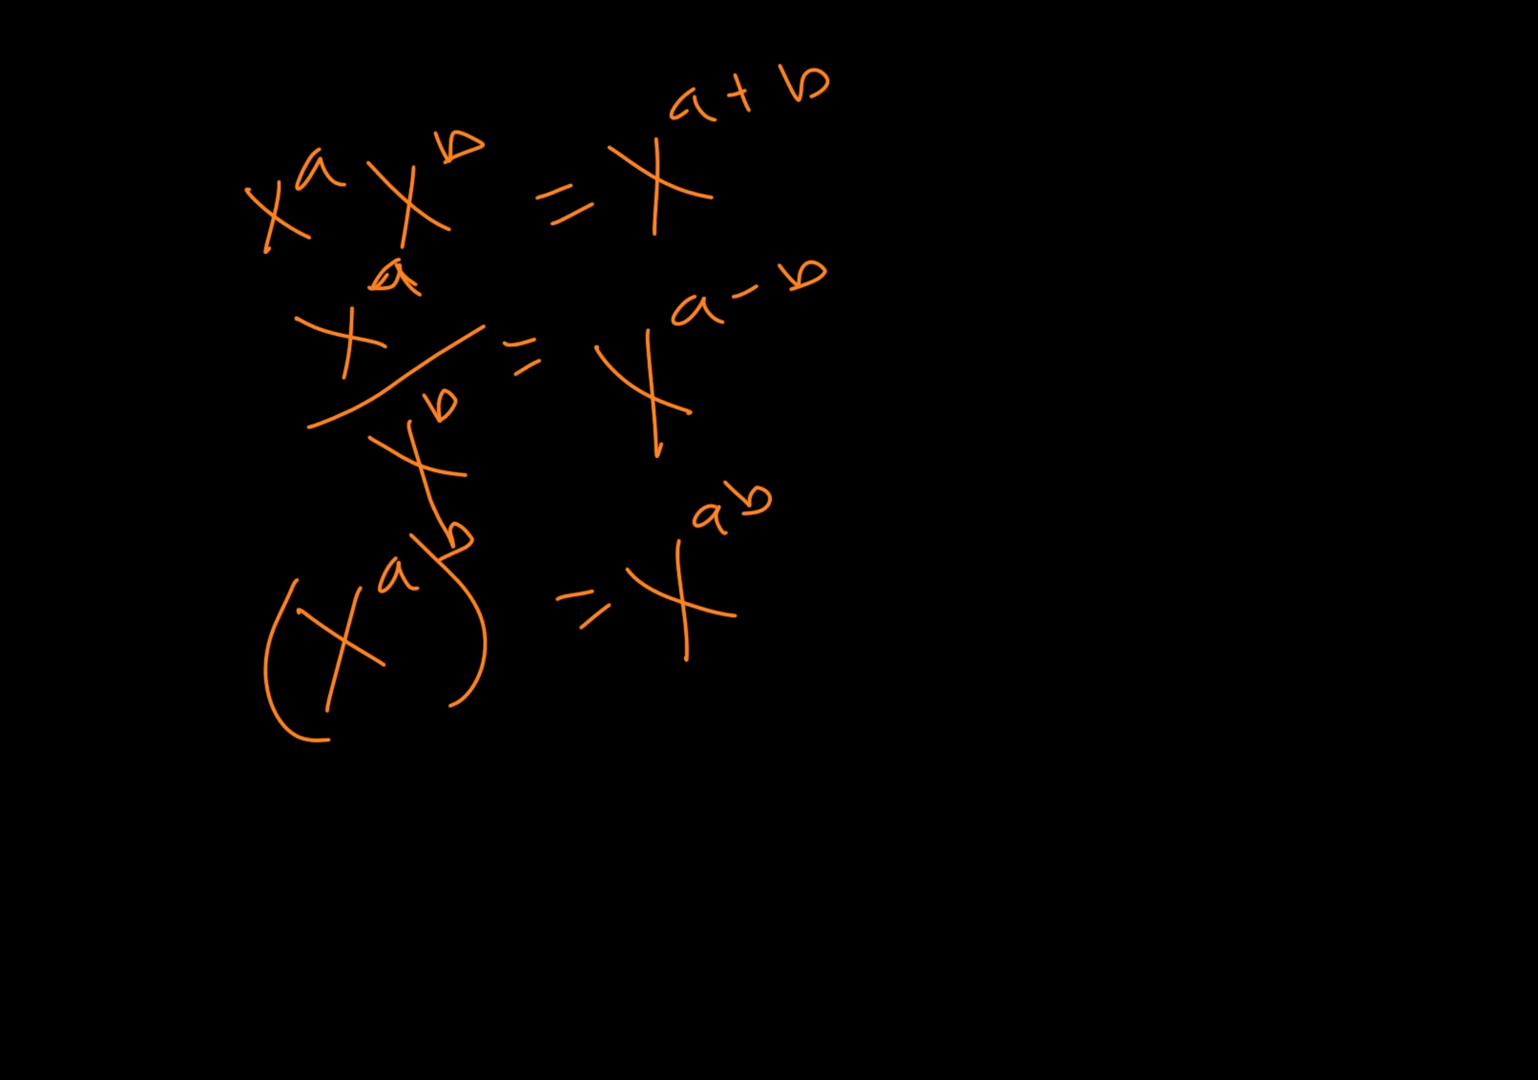 x^a x^b = x^{a+b}
x^a / x^b = x^{a-b}
(x^a)^b = x^{ab}